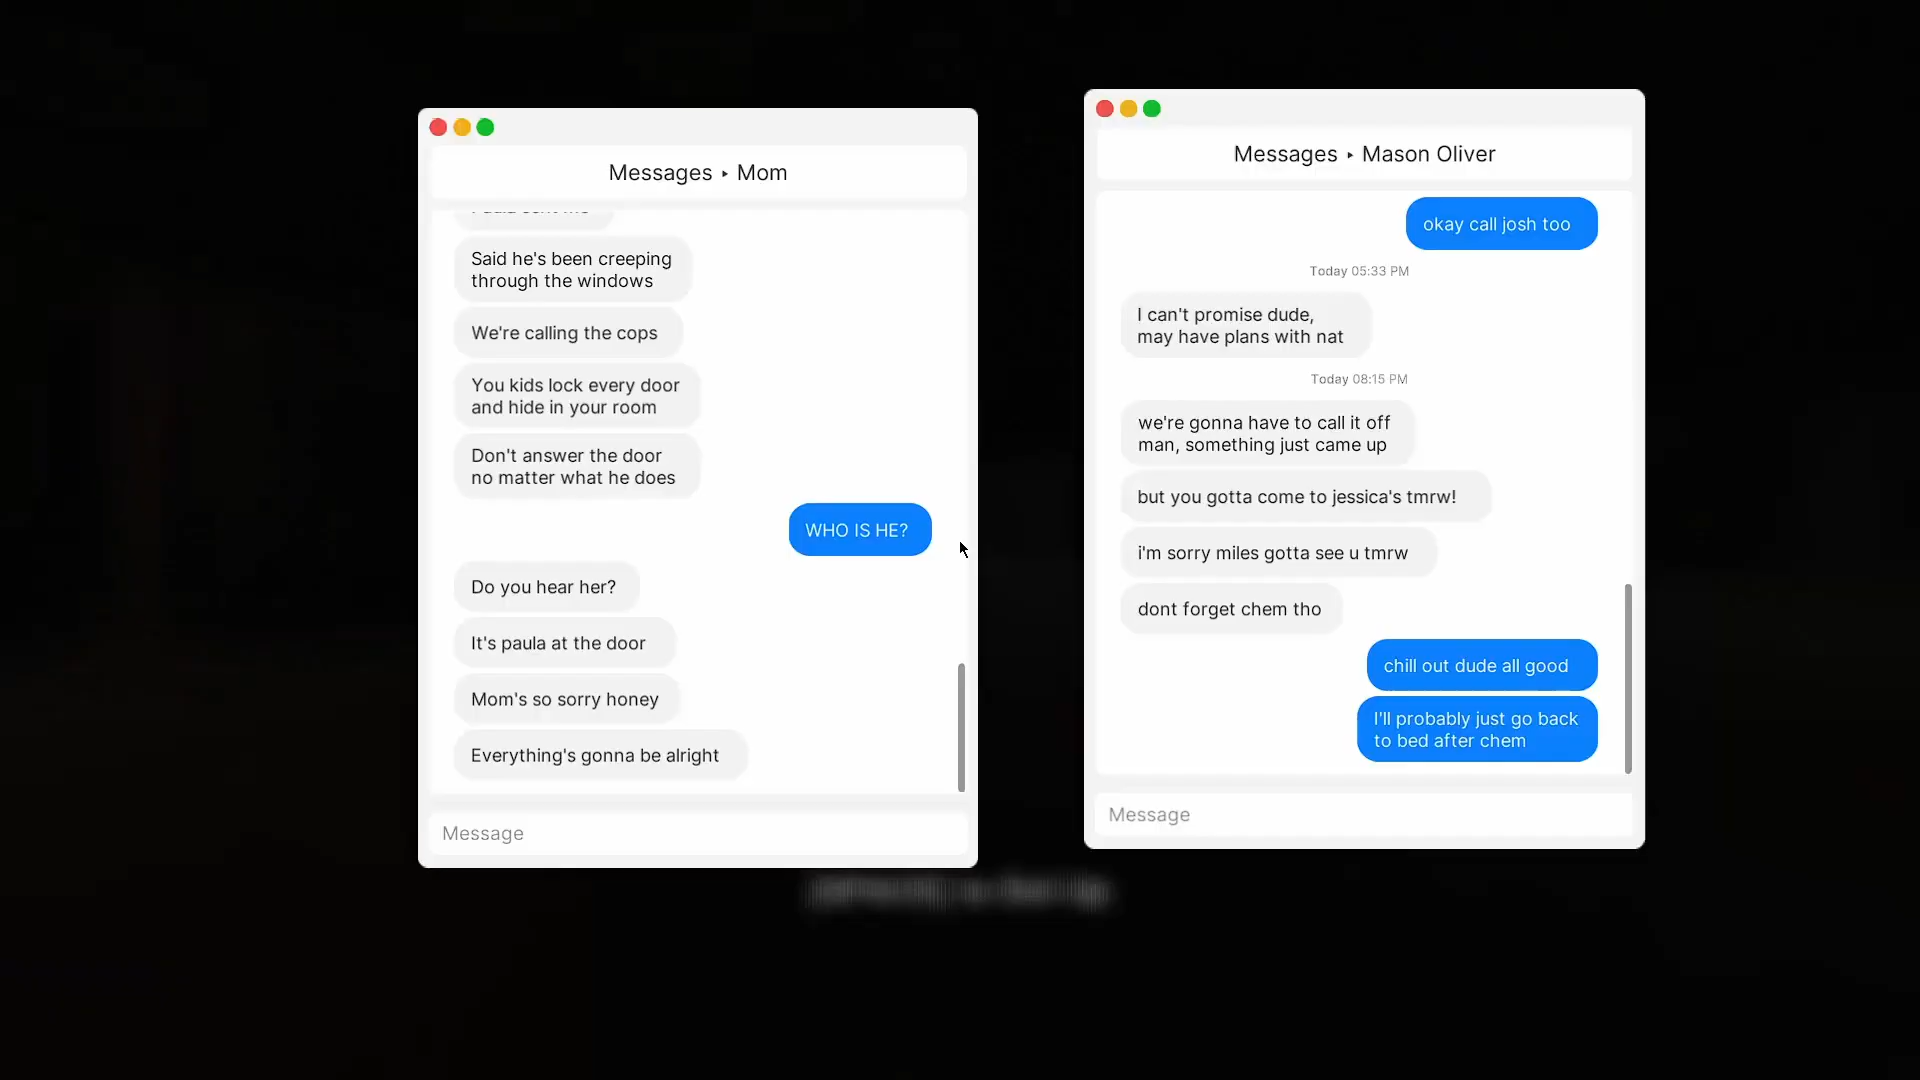 Messages ▸ Mom
Said he's been creeping
through the windows
We're calling the cops
You kids lock every door
and hide in your room
Don't answer the door
no matter what he does
WHO IS HE?
Do you hear her?
It's paula at the door
Mom's so sorry honey
Everything's gonna be alright
Message
Messages ▸ Mason Oliver
okay call josh too
Today 05:33 PM
I can't promise dude,
may have plans with nat
Today 08:15 PM
we're gonna have to call it off
man, something just came up
but you gotta come to jessica's tmrw!
i'm sorry miles gotta see u tmrw
dont forget chem tho
chill out dude all good
I'll probably just go back
to bed after chem
Message